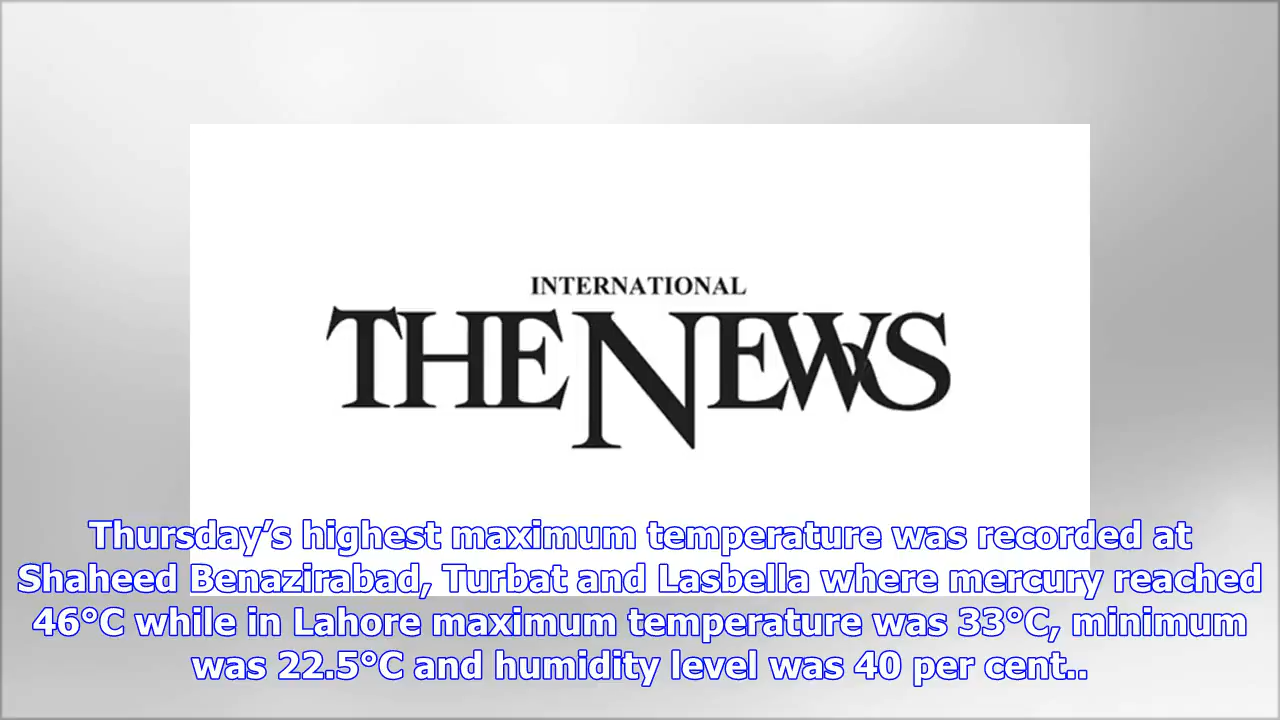 INTERNATIONAL
THE NEWS
Thursday’s highest maximum temperature was recorded at
Shaheed Benazirabad, Turbat and Lasbella where mercury reached
46°C while in Lahore maximum temperature was 33°C, minimum
was 22.5°C and humidity level was 40 per cent..